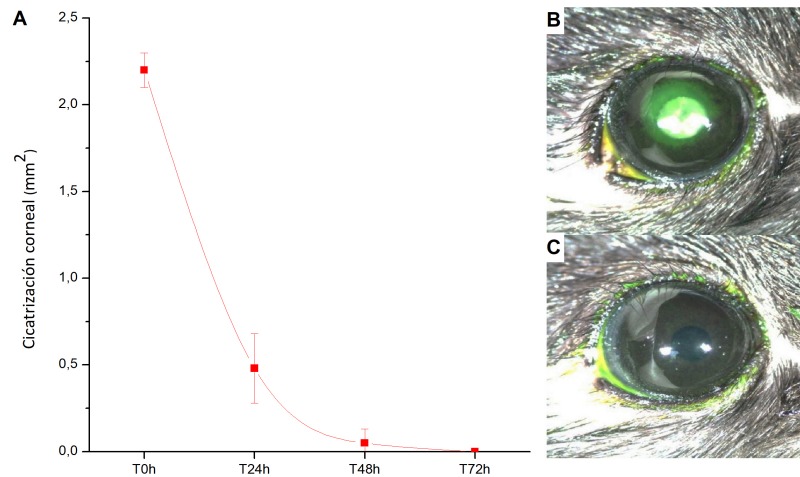 A
2,5
2,0
1,5
1,0
0,5
0,0
Cicatrización corneal (mm2)
T0h T24h T48h T72h
B
C